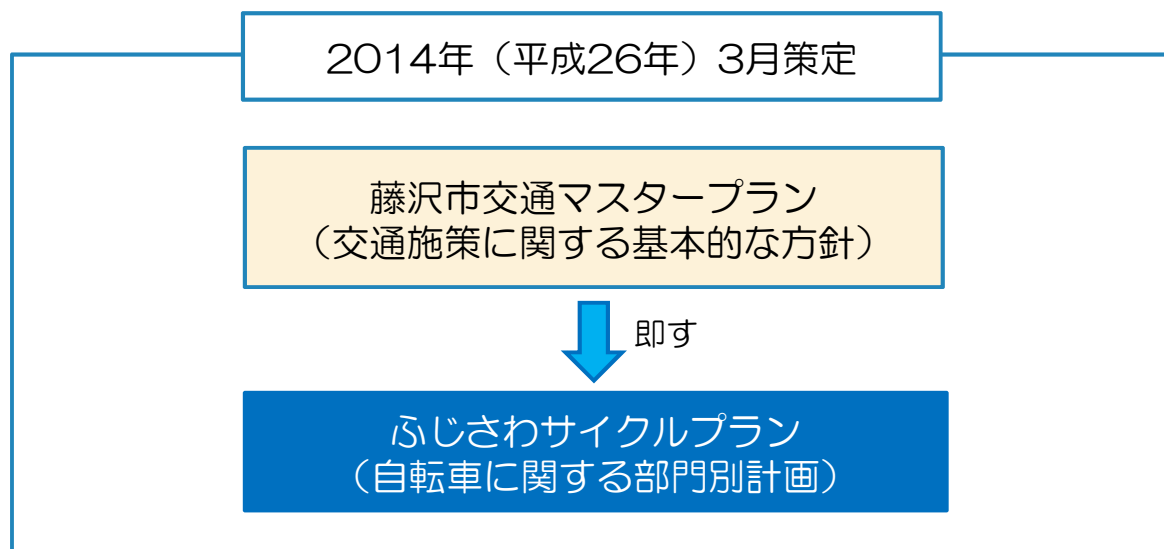 2014年（平成26年）3月策定
藤沢市交通マスタープラン
（交通施策に関する基本的な方針）
即す
ふじさわサイクルプラン
（自転車に関する部門別計画）